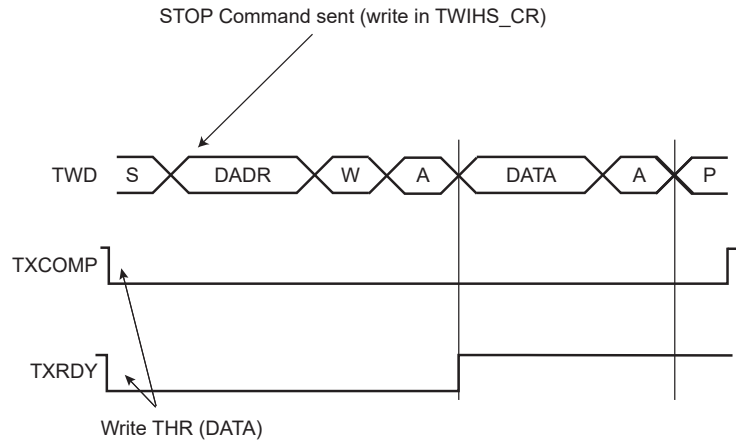 STOP Command sent (write in TWIHS_CR)
TWD S DADR W A DATA A P
TXCOMP
TXRDY
Write THR (DATA)